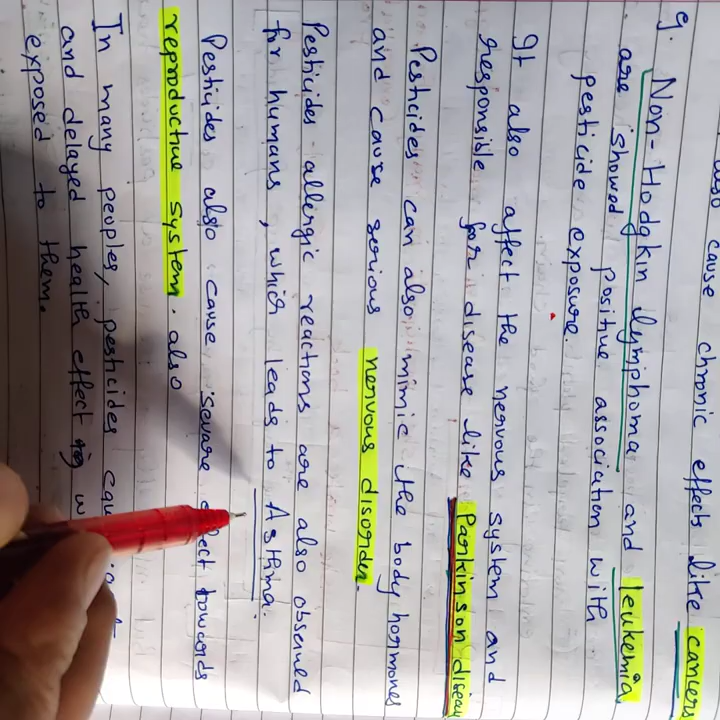 also cause chronic effects like cancers
eg. Non-Hodgkin lymphoma and leukemia
are showed positive association with
pesticide exposure.
It also affect the nervous system and
responsible for disease like Parkinson disease
Pesticides can also mimic the body hormones
and cause serious nervous disorder.
Pesticides allergic reactions are also observed
for humans, which leads to Asthma.
Pesticides also cause sevare effect towards
reproductive system. also
In many peoples, pesticides
and delayed health effect
exposed to them.